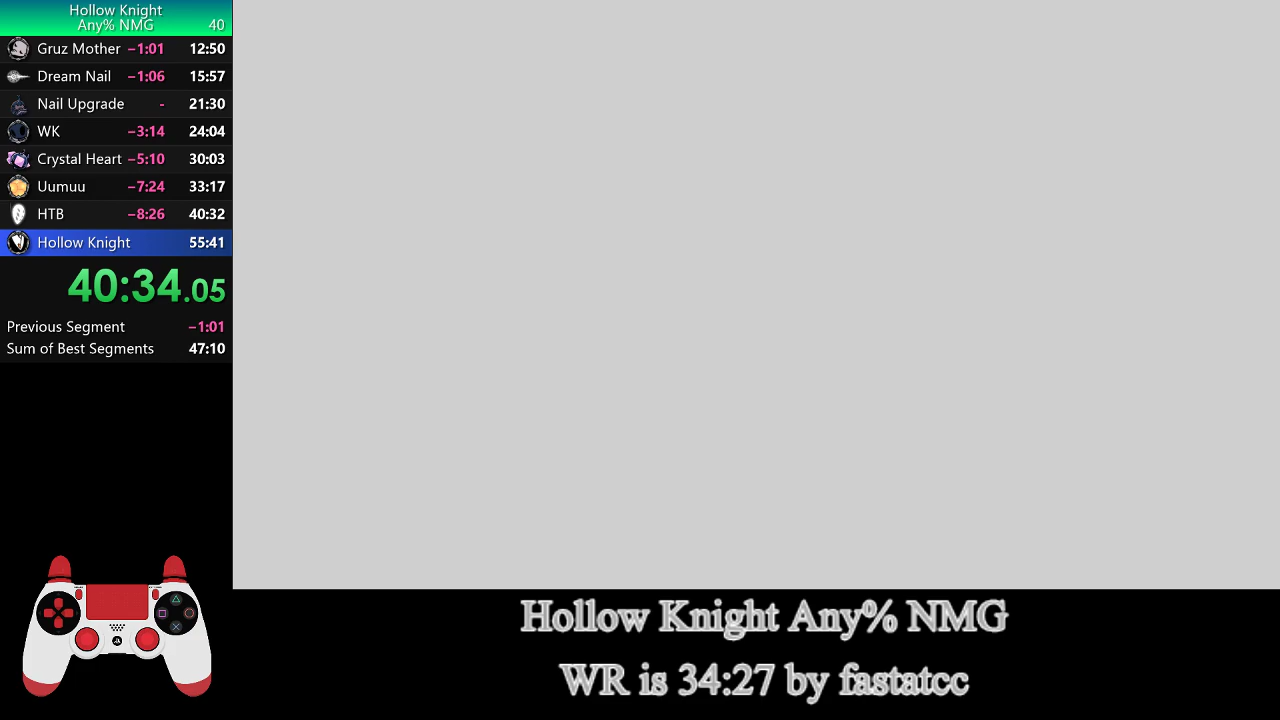 Hollow Knight
Any% NMG 40
Gruz Mother −1:01 12:50
Dream Nail −1:06 15:57
Nail Upgrade - 21:30
WK −3:14 24:04
Crystal Heart −5:10 30:03
Uumuu −7:24 33:17
HTB −8:26 40:32
Hollow Knight 55:41
40:34.05
Previous Segment −1:01
Sum of Best Segments 47:10
Hollow Knight Any% NMG
WR is 34:27 by fastatcc